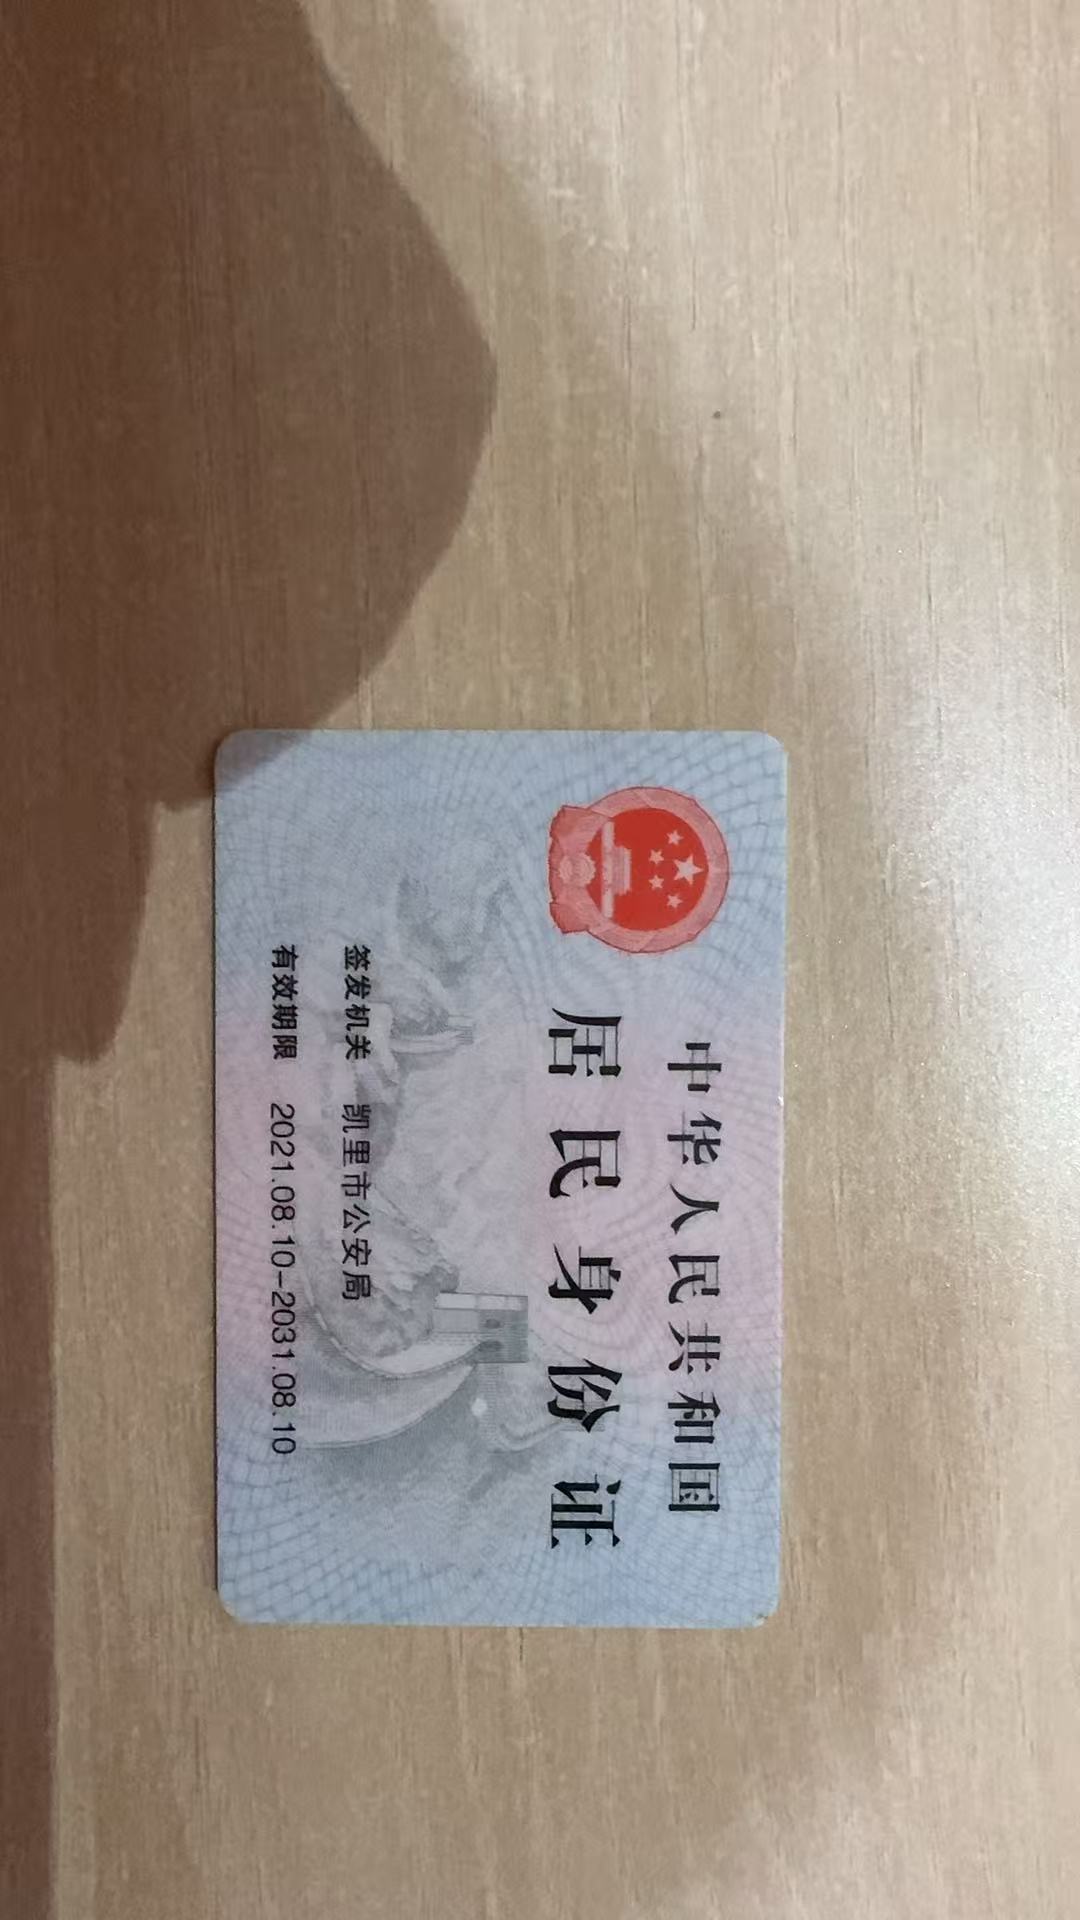 中华人民共和国
居民身份证
签发机关 凯里市公安局
有效期限 2021.08.10-2031.08.10